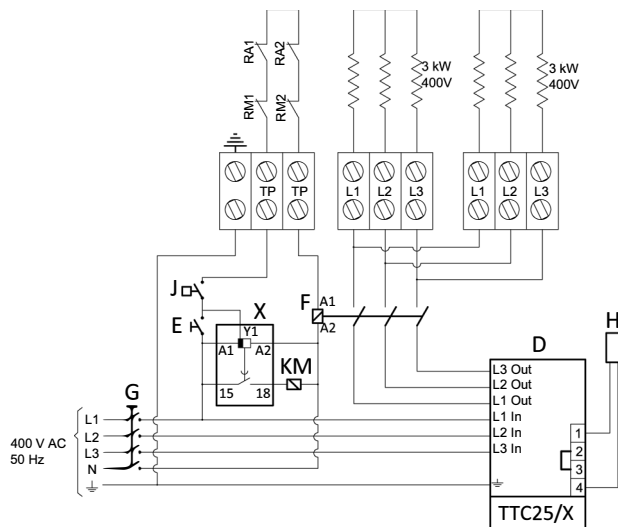 RA1
RA2
3 kW
400V
3 kW
400V
RM1
RM2
TP
TP
L1
L2
L3
L1
L2
L3
J
E
X
F
A1
A2
Y1
A1
A2
KM
15
18
D
H
L3 Out
L2 Out
L1 Out
L1 In
L2 In
L3 In
1
2
3
4
G
400 V AC
50 Hz
L1
L2
L3
N
TTC25/X